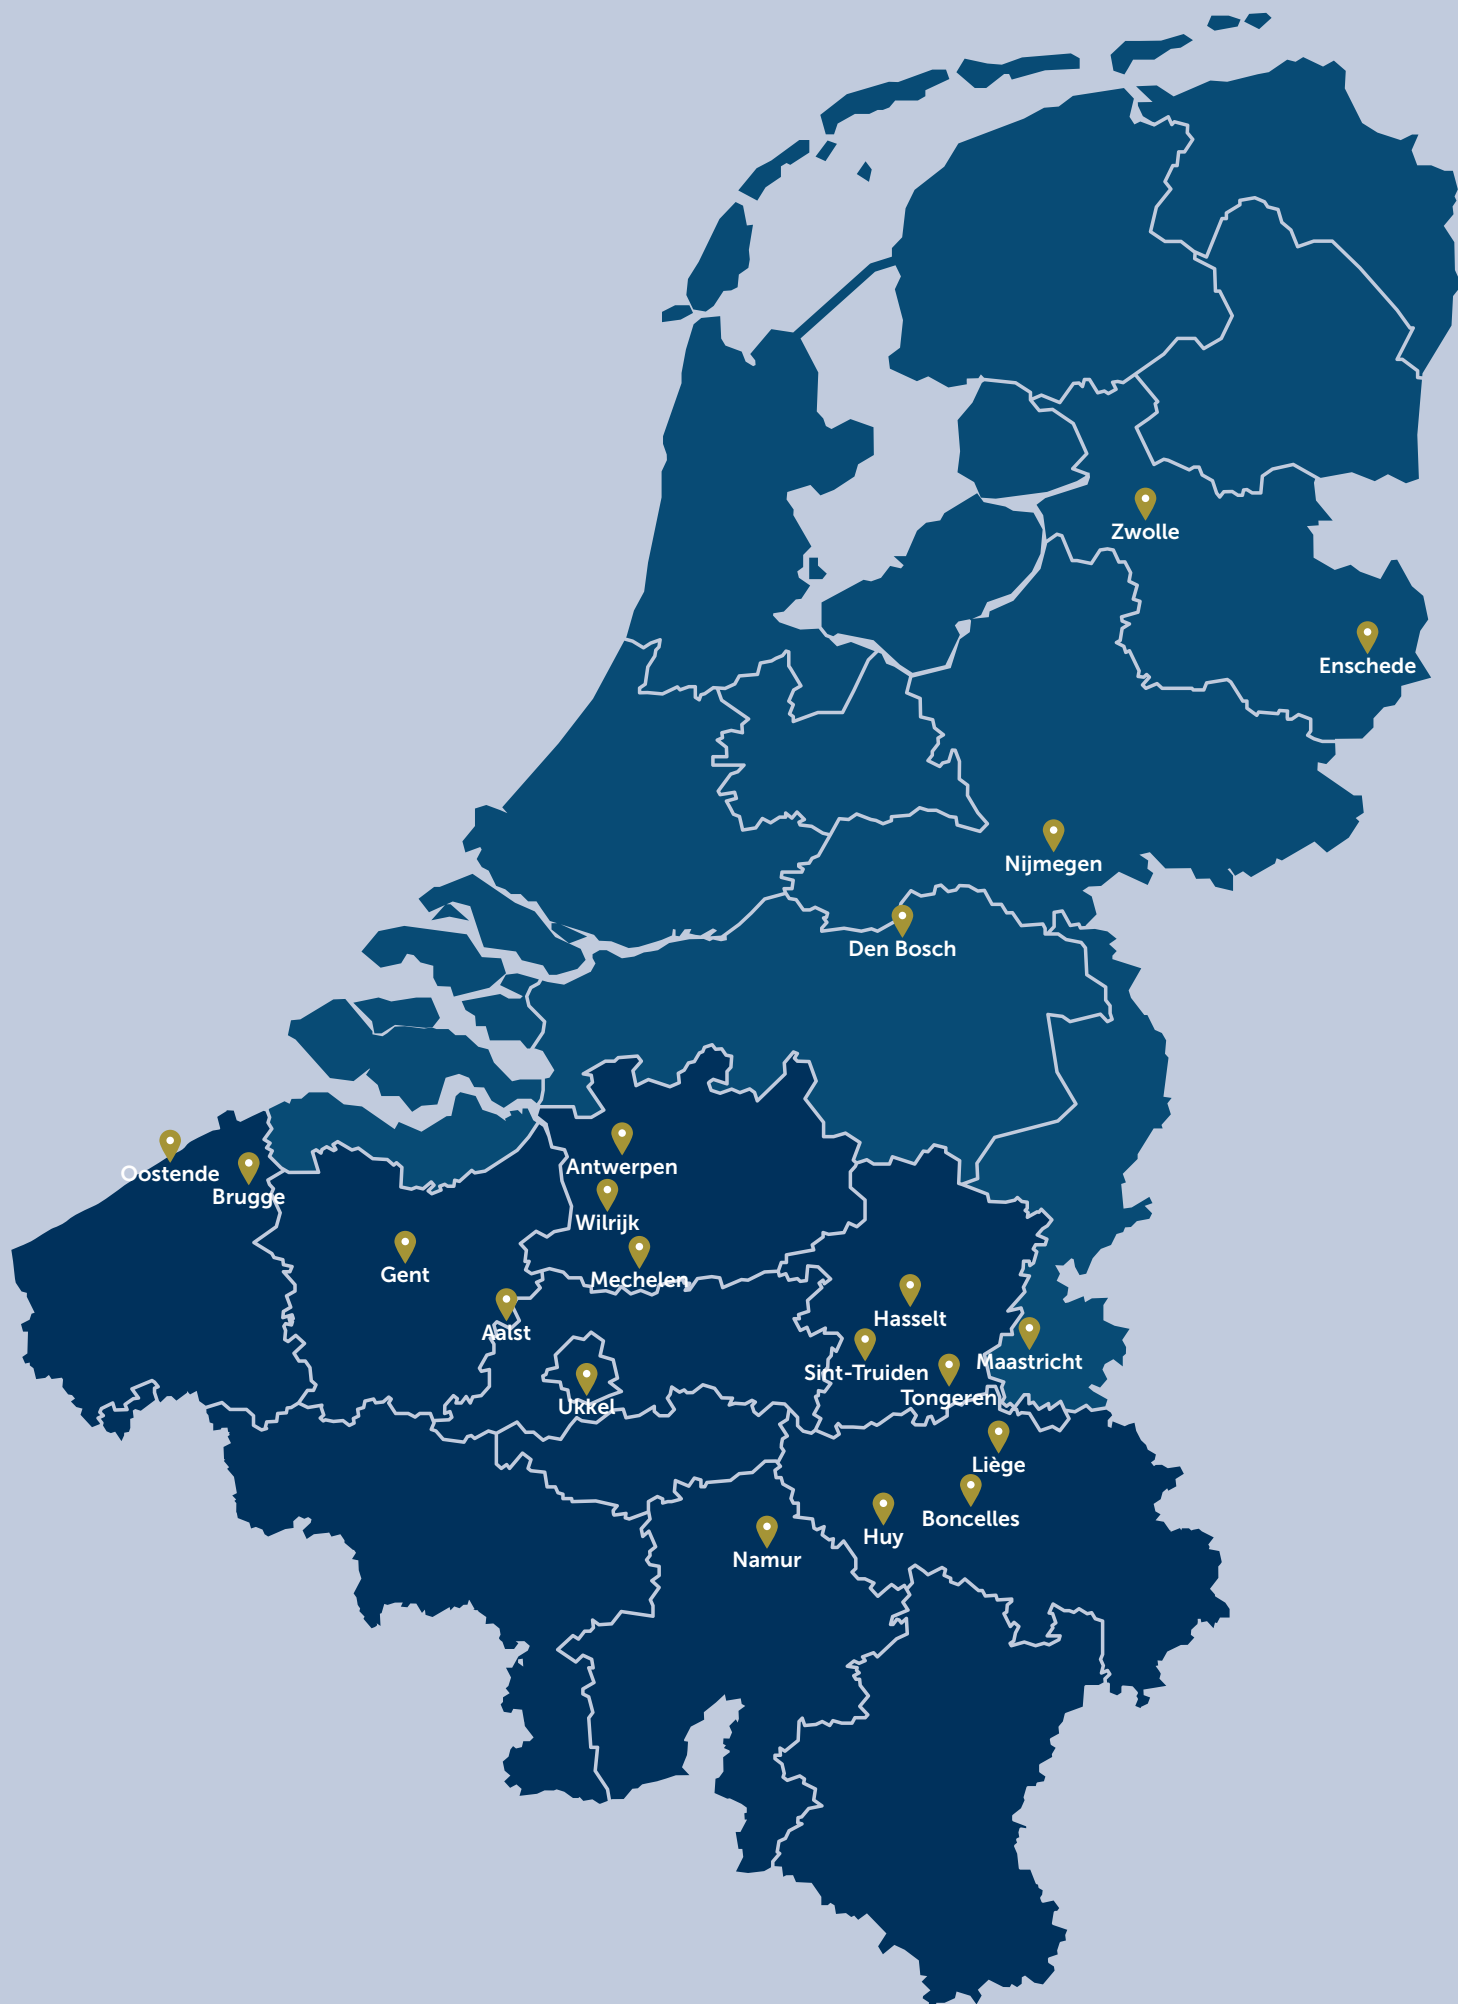 Zwolle
Enschede
Nijmegen
Den Bosch
Antwerpen
Oostende
Brugge
Wilrijk
Gent
Mechelen
Hasselt
Aalst
Maastricht
Sint-Truiden
Tongeren
Ukkel
Liège
Boncelles
Huy
Namur